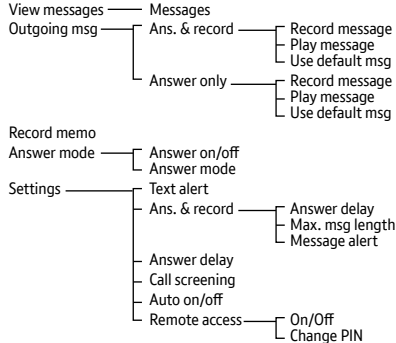 View messages Messages
Outgoing msg Ans. & record Record message
Play message
Use default msg
Answer only Record message
Play message
Use default msg
Record memo
Answer mode Answer on/off
Answer mode
Settings Text alert
Ans. & record Answer delay
Max. msg length
Message alert
Answer delay
Call screening
Auto on/off
Remote access On/Off
Change PIN